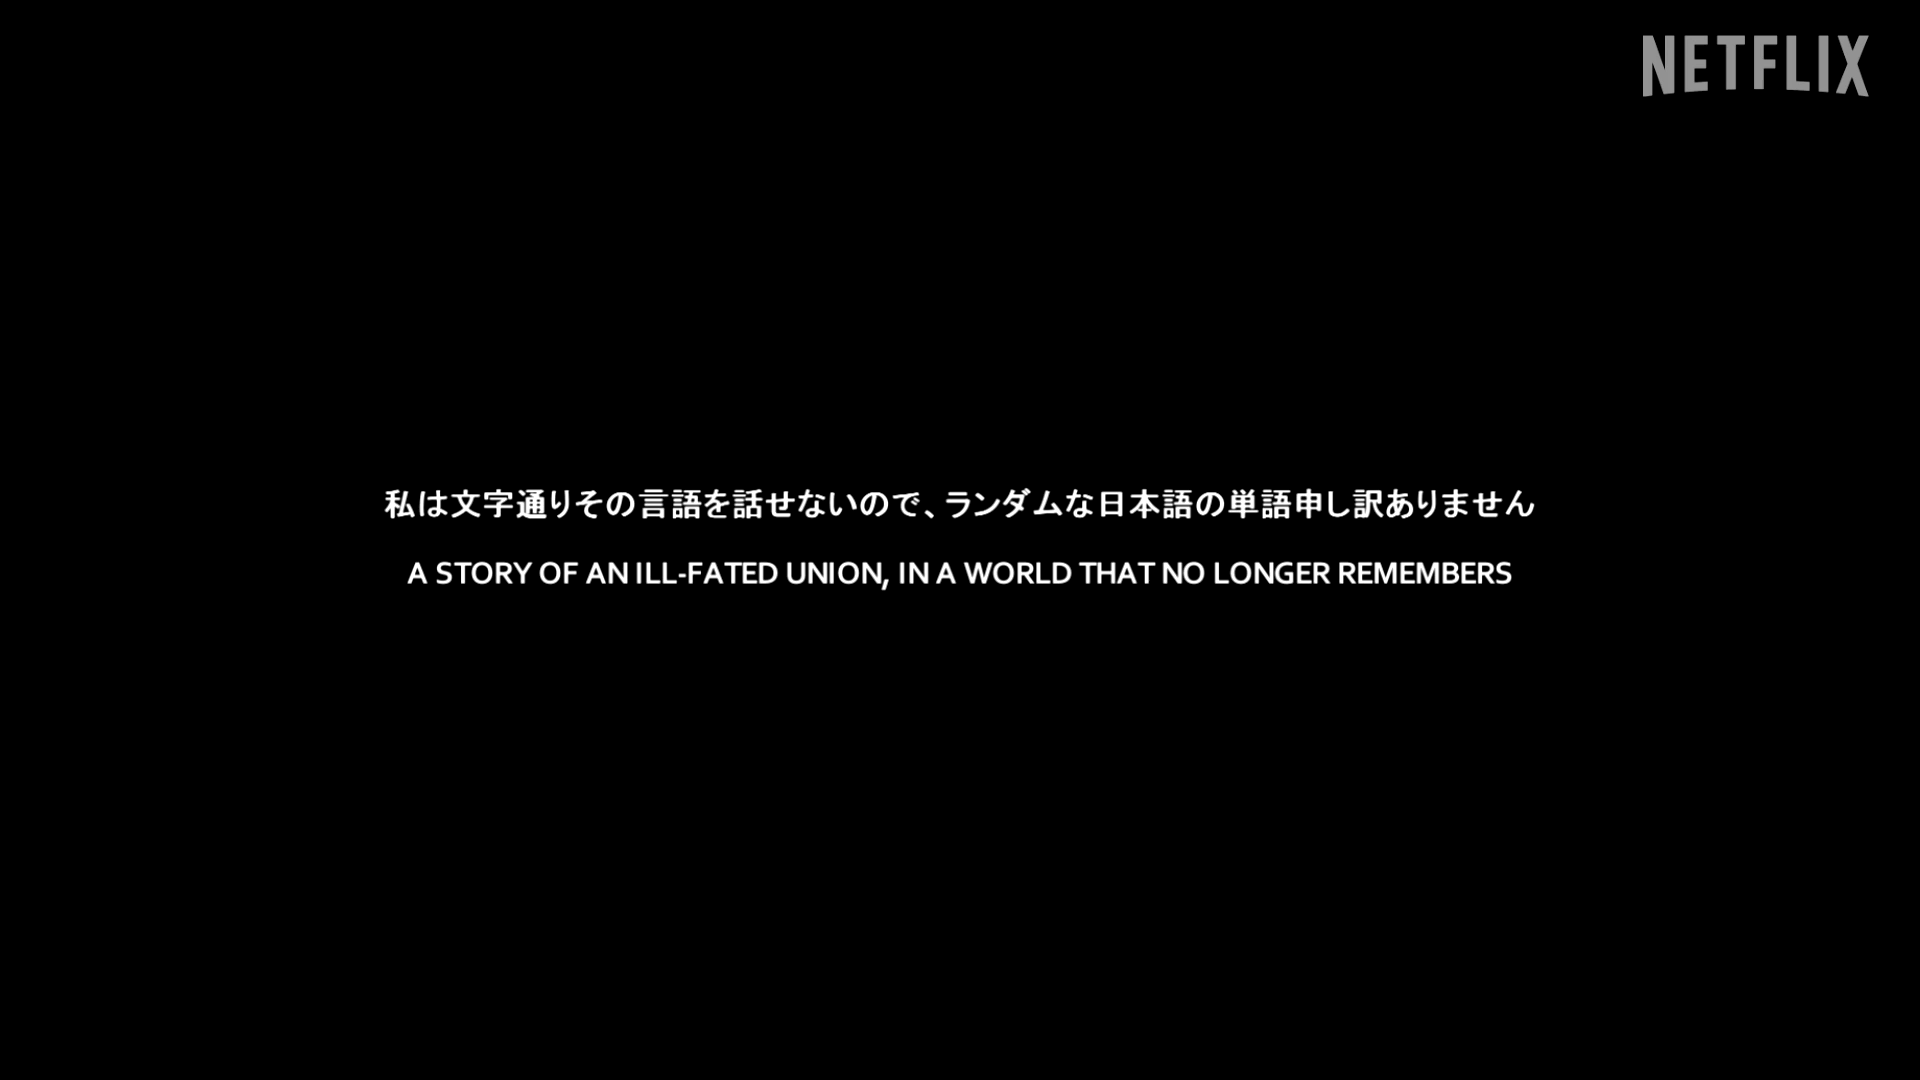 NETFLIX
私は文字通りその言語を話せないので、ランダムな日本語の単語申し訳ありません
A STORY OF AN ILL-FATED UNION, IN A WORLD THAT NO LONGER REMEMBERS